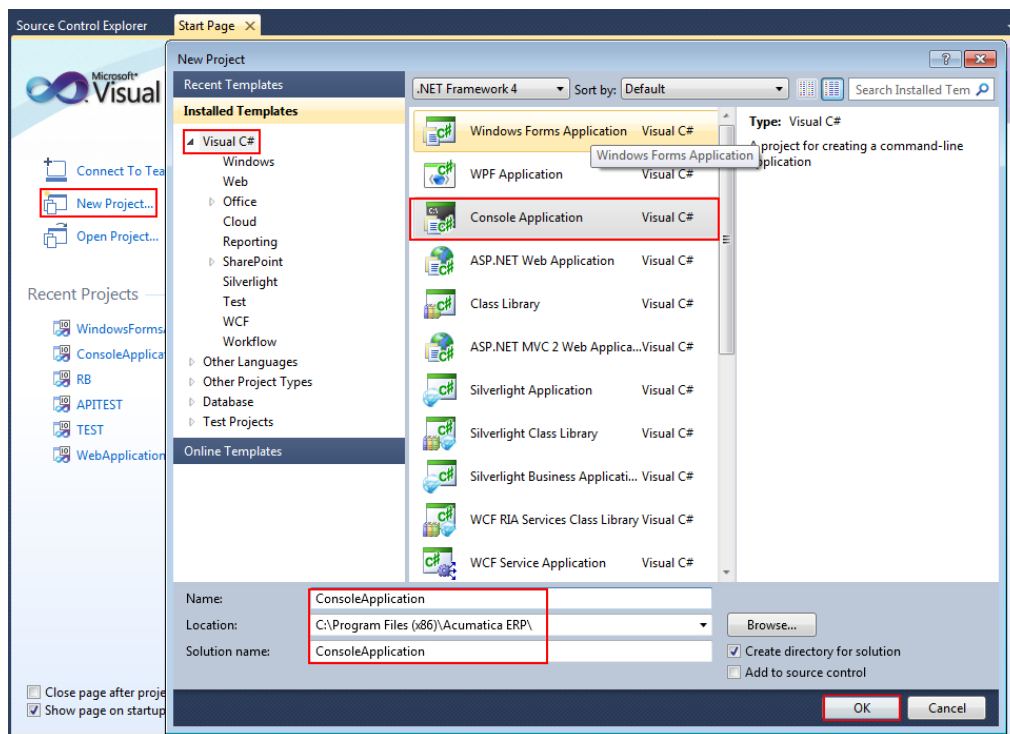 Source Control Explorer
Start Page
Microsoft
Visual
Connect To Tea
New Project...
Open Project...
Recent Projects
WindowsForms
ConsoleApplica
RB
APITEST
TEST
WebApplication
Close page after proje
Show page on startup
New Project
Recent Templates
Installed Templates
Visual C#
Windows
Web
Office
Cloud
Reporting
SharePoint
Silverlight
Test
WCF
Workflow
Other Languages
Other Project Types
Database
Test Projects
Online Templates
.NET Framework 4 Sort by: Default Search Installed Tem
Windows Forms Application Visual C#
Windows Forms Application
WPF Application Visual C#
Console Application Visual C#
ASP.NET Web Application Visual C#
Class Library Visual C#
ASP.NET MVC 2 Web Applica...Visual C#
Silverlight Application Visual C#
Silverlight Class Library Visual C#
Silverlight Business Applicati... Visual C#
WCF RIA Services Class Library Visual C#
WCF Service Application Visual C#
Type: Visual C#
project for creating a command-line
Name: ConsoleApplication
Location: C:\Program Files (x86)\Acumatica ERP\
Browse...
Solution name: ConsoleApplication
Create directory for solution
Add to source control
OK Cancel